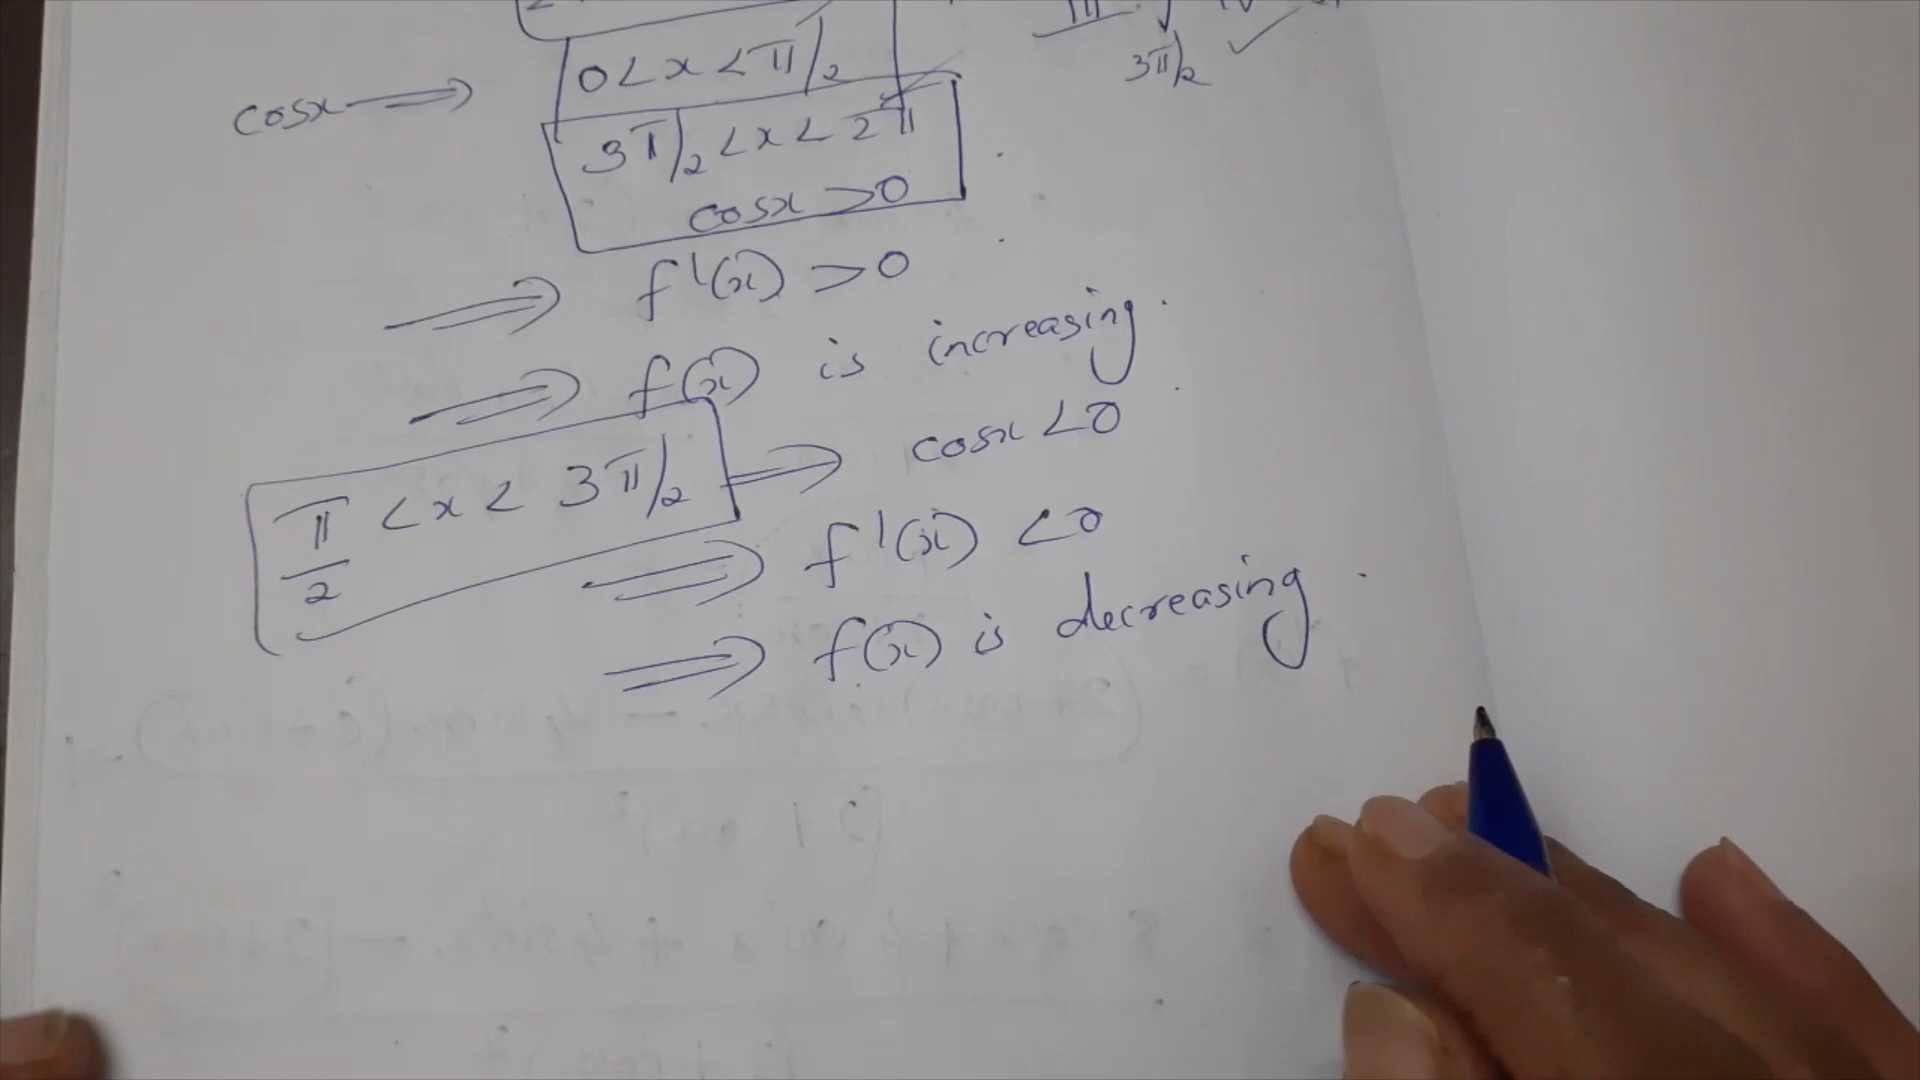 III
3π/2
0 < x < π/2
cosx ⟹
3π/2 < x < 2π
cosx > 0
⟹ f'(x) > 0
⟹ f(x) is increasing.
π/2 < x < 3π/2 ⟹ cosx < 0
⟹ f'(x) < 0
⟹ f(x) is decreasing.